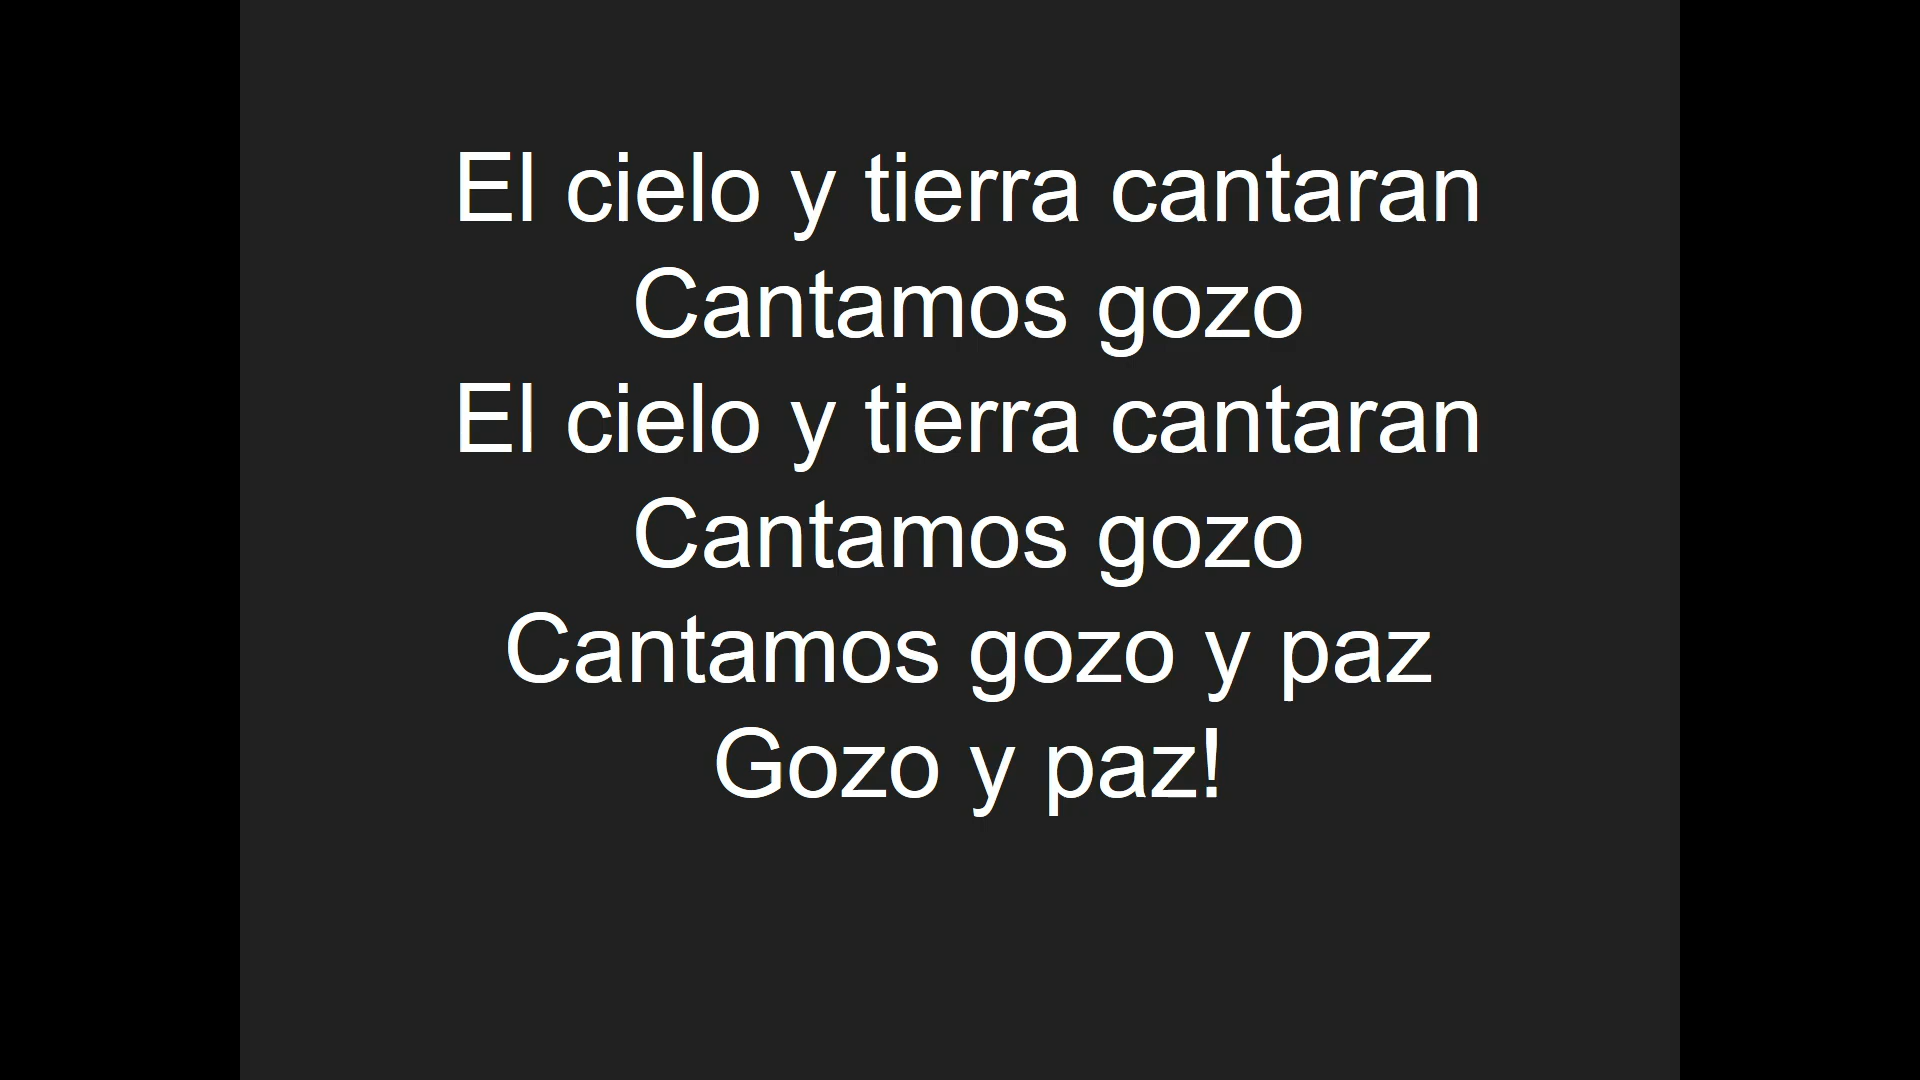 El cielo y tierra cantaran
Cantamos gozo
El cielo y tierra cantaran
Cantamos gozo
Cantamos gozo y paz
Gozo y paz!